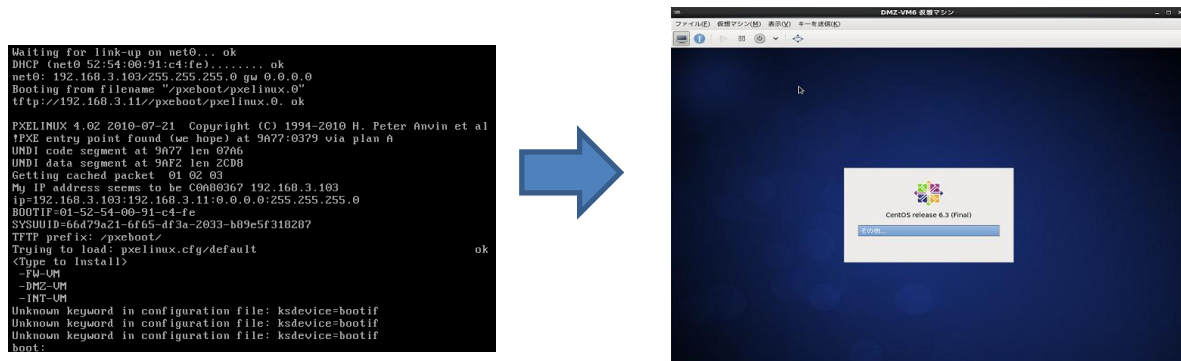 Waiting for link-up on net0... ok
DHCP (net0 52:54:00:91:c4:fe)........ ok
net0: 192.168.3.103/255.255.255.0 gw 0.0.0.0
Booting from filename "/pxeboot/pxelinux.0"
tftp://192.168.3.11//pxeboot/pxelinux.0. ok
PXELINUX 4.02 2010-07-21  Copyright (C) 1994-2010 H. Peter Anvin et al
!PXE entry point found (we hope) at 9A77:0379 via plan A
UNDI code segment at 9A77 len 07A6
UNDI data segment at 9AF2 len 2CD8
Getting cached packet  01 02 03
My IP address seems to be C0A80367 192.168.3.103
ip=192.168.3.103:192.168.3.11:0.0.0.0:255.255.255.0
BOOTIF=01-52-54-00-91-c4-fe
SYSUUID=66d79a21-6f65-df3a-2033-b89e5f318287
TFTP prefix: /pxeboot/
Trying to load: pxelinux.cfg/default ok
<Type to Install>
-FW-VM
-DMZ-VM
-INT-VM
Unknown keyword in configuration file: ksdevice=bootif
Unknown keyword in configuration file: ksdevice=bootif
Unknown keyword in configuration file: ksdevice=bootif
boot:
DMZ-VM6 仮想マシン
ファイル(F) 仮想マシン(M) 表示(V) キーを送信(K)
CentOS release 6.3 (Final)
その他...